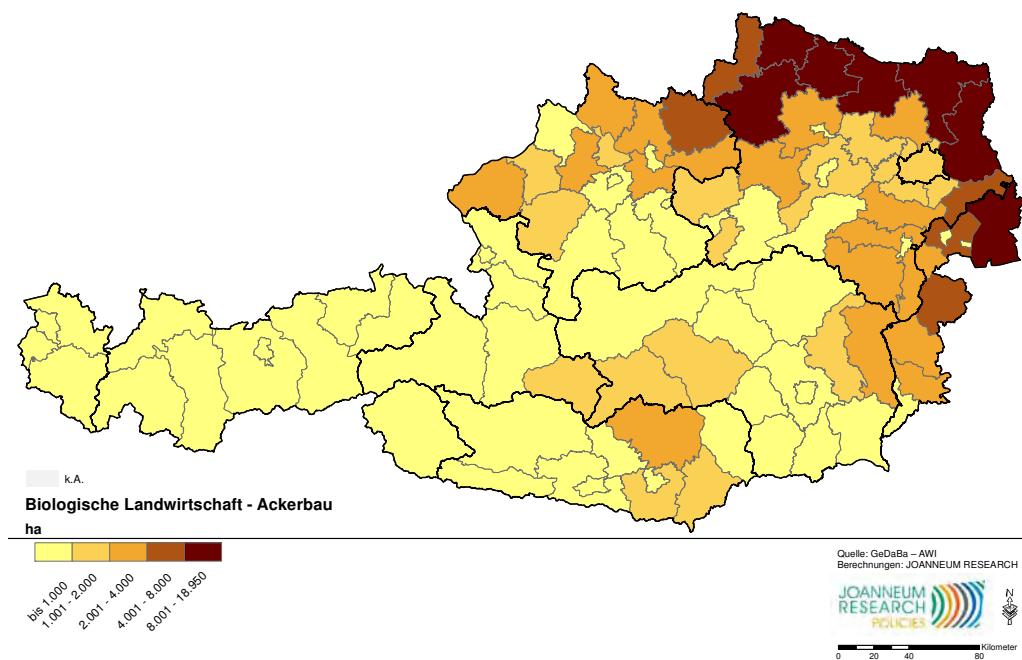 k.A.
Biologische Landwirtschaft - Ackerbau
ha
bis 1.000
1.001 - 2.000
2.001 - 4.000
4.001 - 8.000
8.001 - 18.950
Quelle: GeDaBa – AWI
Berechnungen: JOANNEUM RESEARCH
JOANNEUM
RESEARCH
POLICIES
N
Kilometer
0 20 40 80